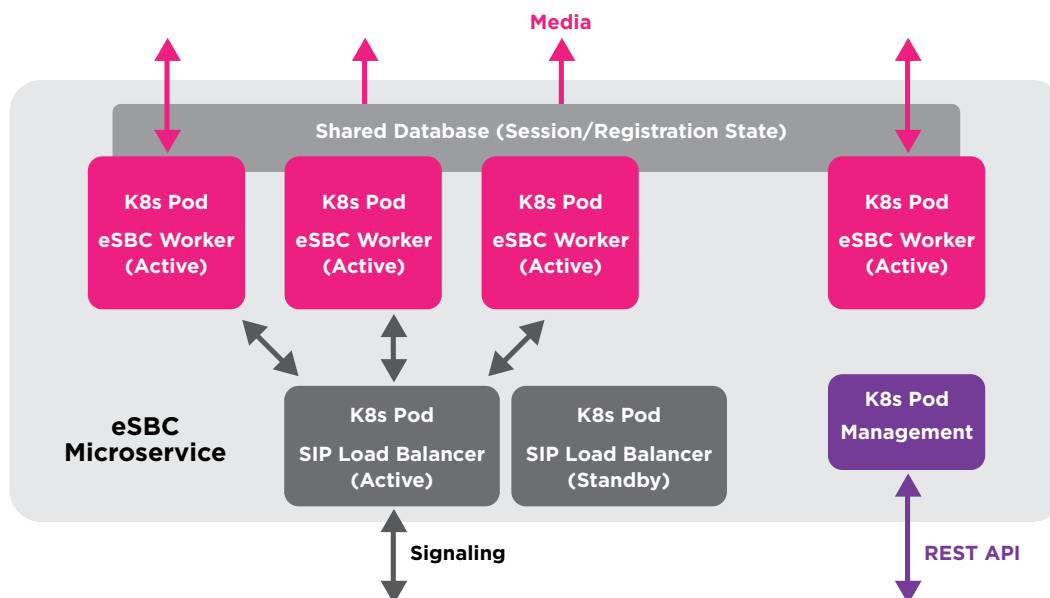 Media
Shared Database (Session/Registration State)
K8s Pod
eSBC Worker
(Active)
K8s Pod
eSBC Worker
(Active)
K8s Pod
eSBC Worker
(Active)
K8s Pod
eSBC Worker
(Active)
eSBC
Microservice
K8s Pod
SIP Load Balancer
(Active)
K8s Pod
SIP Load Balancer
(Standby)
K8s Pod
Management
Signaling
REST API